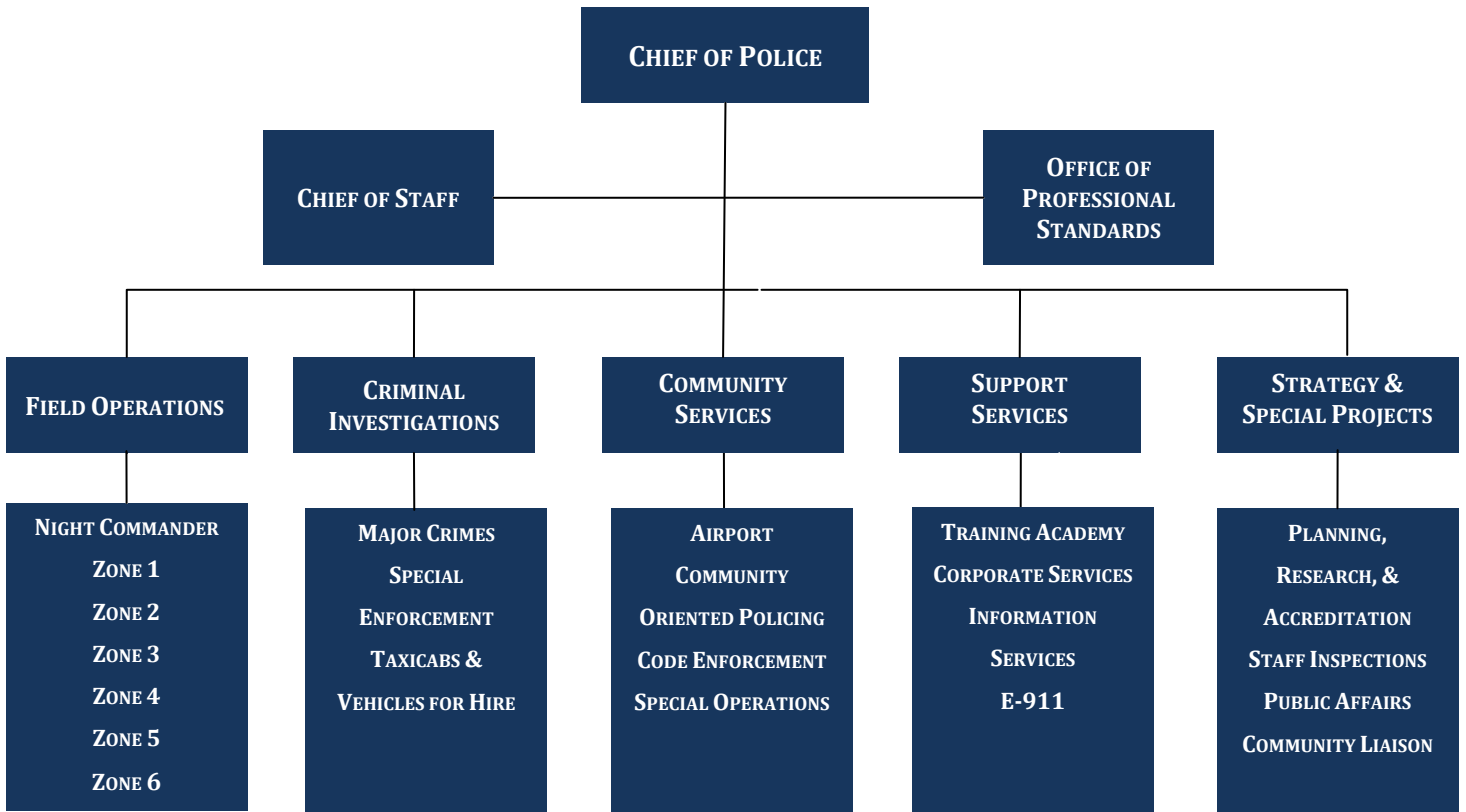 CHIEF OF POLICE
CHIEF OF STAFF
OFFICE OF
PROFESSIONAL
STANDARDS
FIELD OPERATIONS
CRIMINAL
INVESTIGATIONS
COMMUNITY
SERVICES
SUPPORT
SERVICES
STRATEGY &
SPECIAL PROJECTS
NIGHT COMMANDER
ZONE 1
ZONE 2
ZONE 3
ZONE 4
ZONE 5
ZONE 6
MAJOR CRIMES
SPECIAL
ENFORCEMENT
TAXICABS &
VEHICLES FOR HIRE
AIRPORT
COMMUNITY
ORIENTED POLICING
CODE ENFORCEMENT
SPECIAL OPERATIONS
TRAINING ACADEMY
CORPORATE SERVICES
INFORMATION
SERVICES
E-911
PLANNING,
RESEARCH, &
ACCREDITATION
STAFF INSPECTIONS
PUBLIC AFFAIRS
COMMUNITY LIAISON